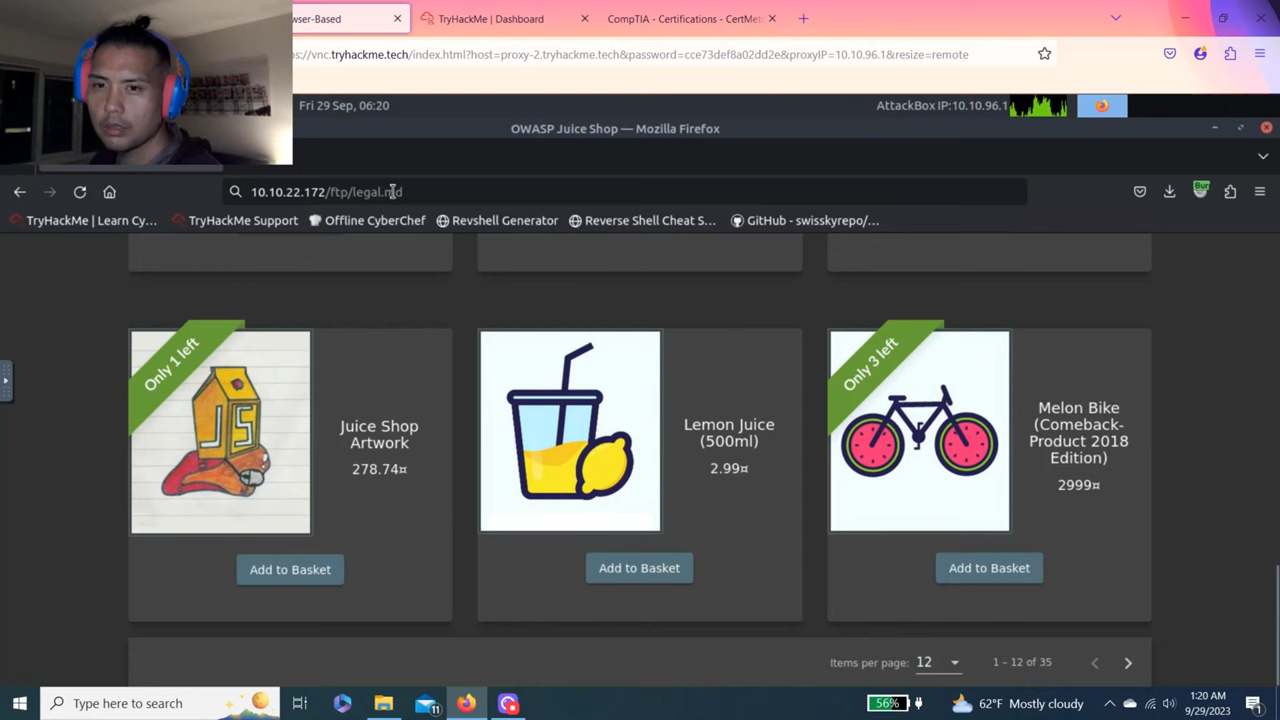 wser-Based
TryHackMe | Dashboard
CompTIA - Certifications - CertMet
ps://vnc.tryhackme.tech/index.html?host=proxy-2.tryhackme.tech&password=cce73def8a02dd2e&proxyIP=10.10.96.1&resize=remote
Fri 29 Sep, 06:20
AttackBox IP:10.10.96.1
OWASP Juice Shop — Mozilla Firefox
10.10.22.172/ftp/legal.md
TryHackMe | Learn Cy...
TryHackMe Support
Offline CyberChef
Revshell Generator
Reverse Shell Cheat S...
GitHub - swisskyrepo/...
Only 1 left
JS
Juice Shop
Artwork
278.74¤
Add to Basket
Lemon Juice
(500ml)
2.99¤
Add to Basket
Only 3 left
Melon Bike
(Comeback-
Product 2018
Edition)
2999¤
Add to Basket
Items per page: 12
1 – 12 of 35
Type here to search
11
56%
62°F Mostly cloudy
1:20 AM
9/29/2023
1